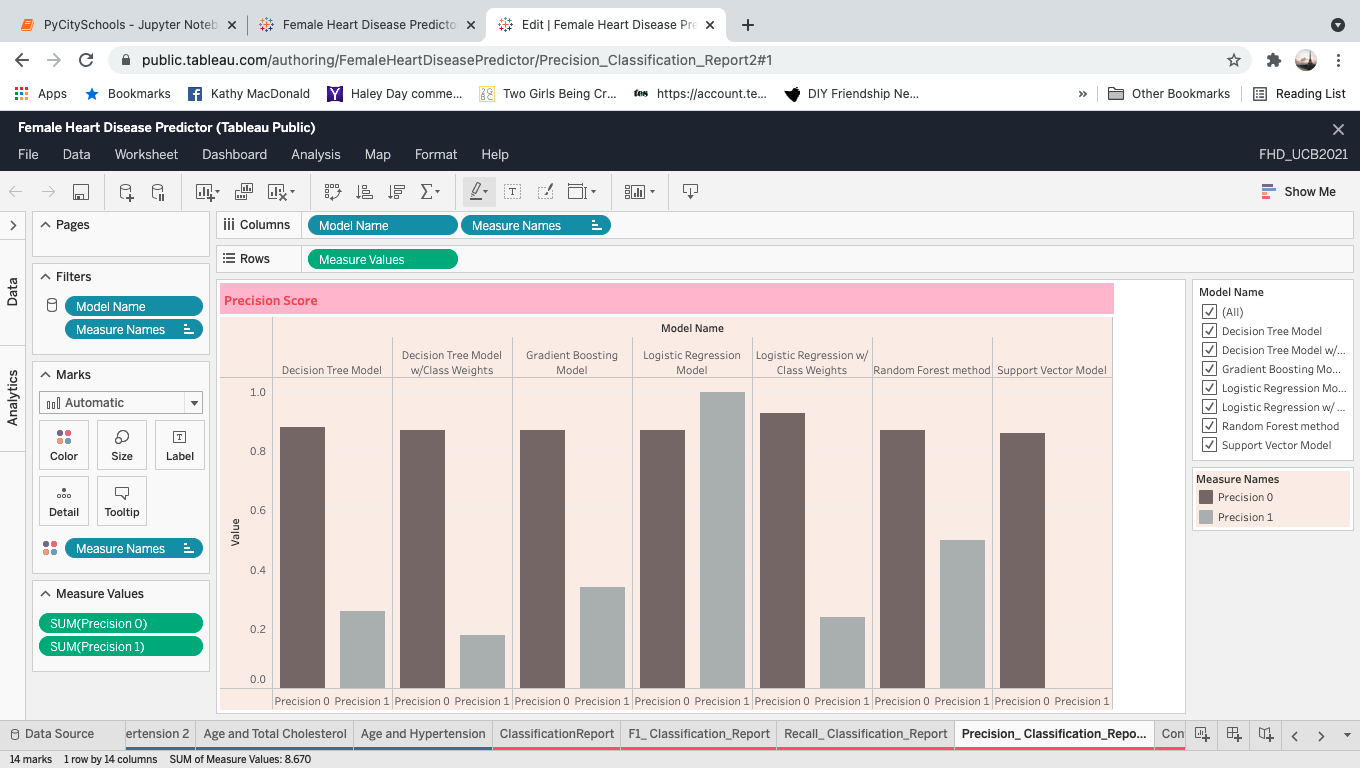 PyCitySchools - Jupyter Noteb
Female Heart Disease Predicto
Edit | Female Heart Disease Pre
public.tableau.com/authoring/FemaleHeartDiseasePredictor/Precision_Classification_Report2#1
Apps
Bookmarks
Kathy MacDonald
Haley Day comme...
Two Girls Being Cr...
tes
https://account.te...
DIY Friendship Ne...
»
Other Bookmarks
Reading List
Female Heart Disease Predictor (Tableau Public)
File Data Worksheet Dashboard Analysis Map Format Help
FHD_UCB2021
Show Me
Data
Analytics
Pages
Filters
Model Name
Measure Names
Marks
Automatic
Color Size Label
Detail Tooltip
Measure Names
Measure Values
SUM(Precision 0)
SUM(Precision 1)
Columns Model Name Measure Names
Rows Measure Values
Precision Score
Model Name
Decision Tree Model
Decision Tree Model
w/Class Weights
Gradient Boosting
Model
Logistic Regression
Model
Logistic Regression w/
Class Weights
Random Forest method
Support Vector Model
Value
1.0
0.8
0.6
0.4
0.2
0.0
Precision 0 Precision 1 Precision 0 Precision 1 Precision 0 Precision 1 Precision 0 Precision 1 Precision 0 Precision 1 Precision 0 Precision 1 Precision 0 Precision 1
Model Name
(All)
Decision Tree Model
Decision Tree Model w/...
Gradient Boosting Mo...
Logistic Regression Mo...
Logistic Regression w/ ...
Random Forest method
Support Vector Model
Measure Names
Precision 0
Precision 1
Data Source
ertension 2
Age and Total Cholesterol
Age and Hypertension
ClassificationReport
F1_ Classification_Report
Recall_ Classification_Report
Precision_ Classification_Repo...
Con
14 marks 1 row by 14 columns SUM of Measure Values: 8.670